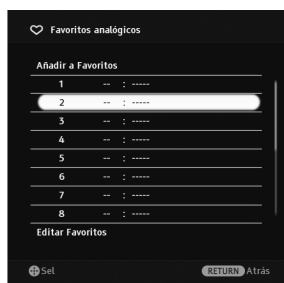 Favoritos analógicos
Añadir a Favoritos
1 -- : -----
2 -- : -----
3 -- : -----
4 -- : -----
5 -- : -----
6 -- : -----
7 -- : -----
8 -- : -----
Editar Favoritos
Sel RETURN Atrás